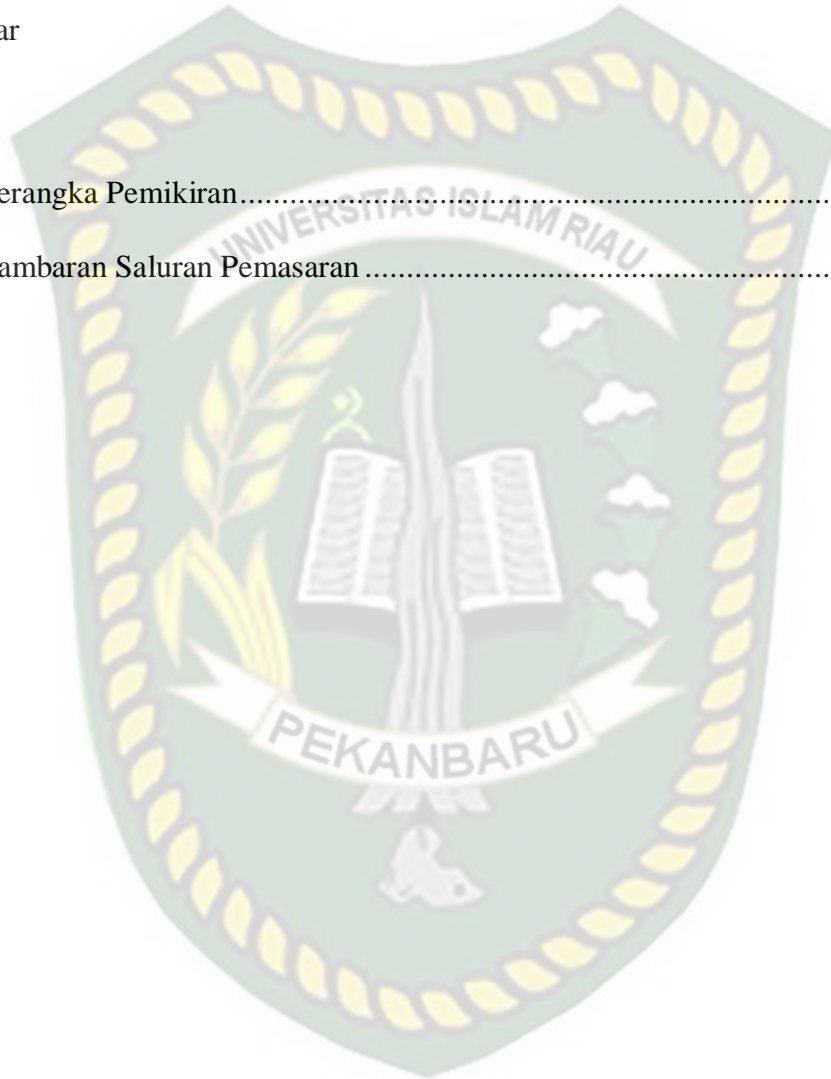 ar
erangka Pemikiran..........................................................................
UNIVERSITAS ISLAM RIAU
ambaran Saluran Pemasaran..........................................................
PEKANBARU